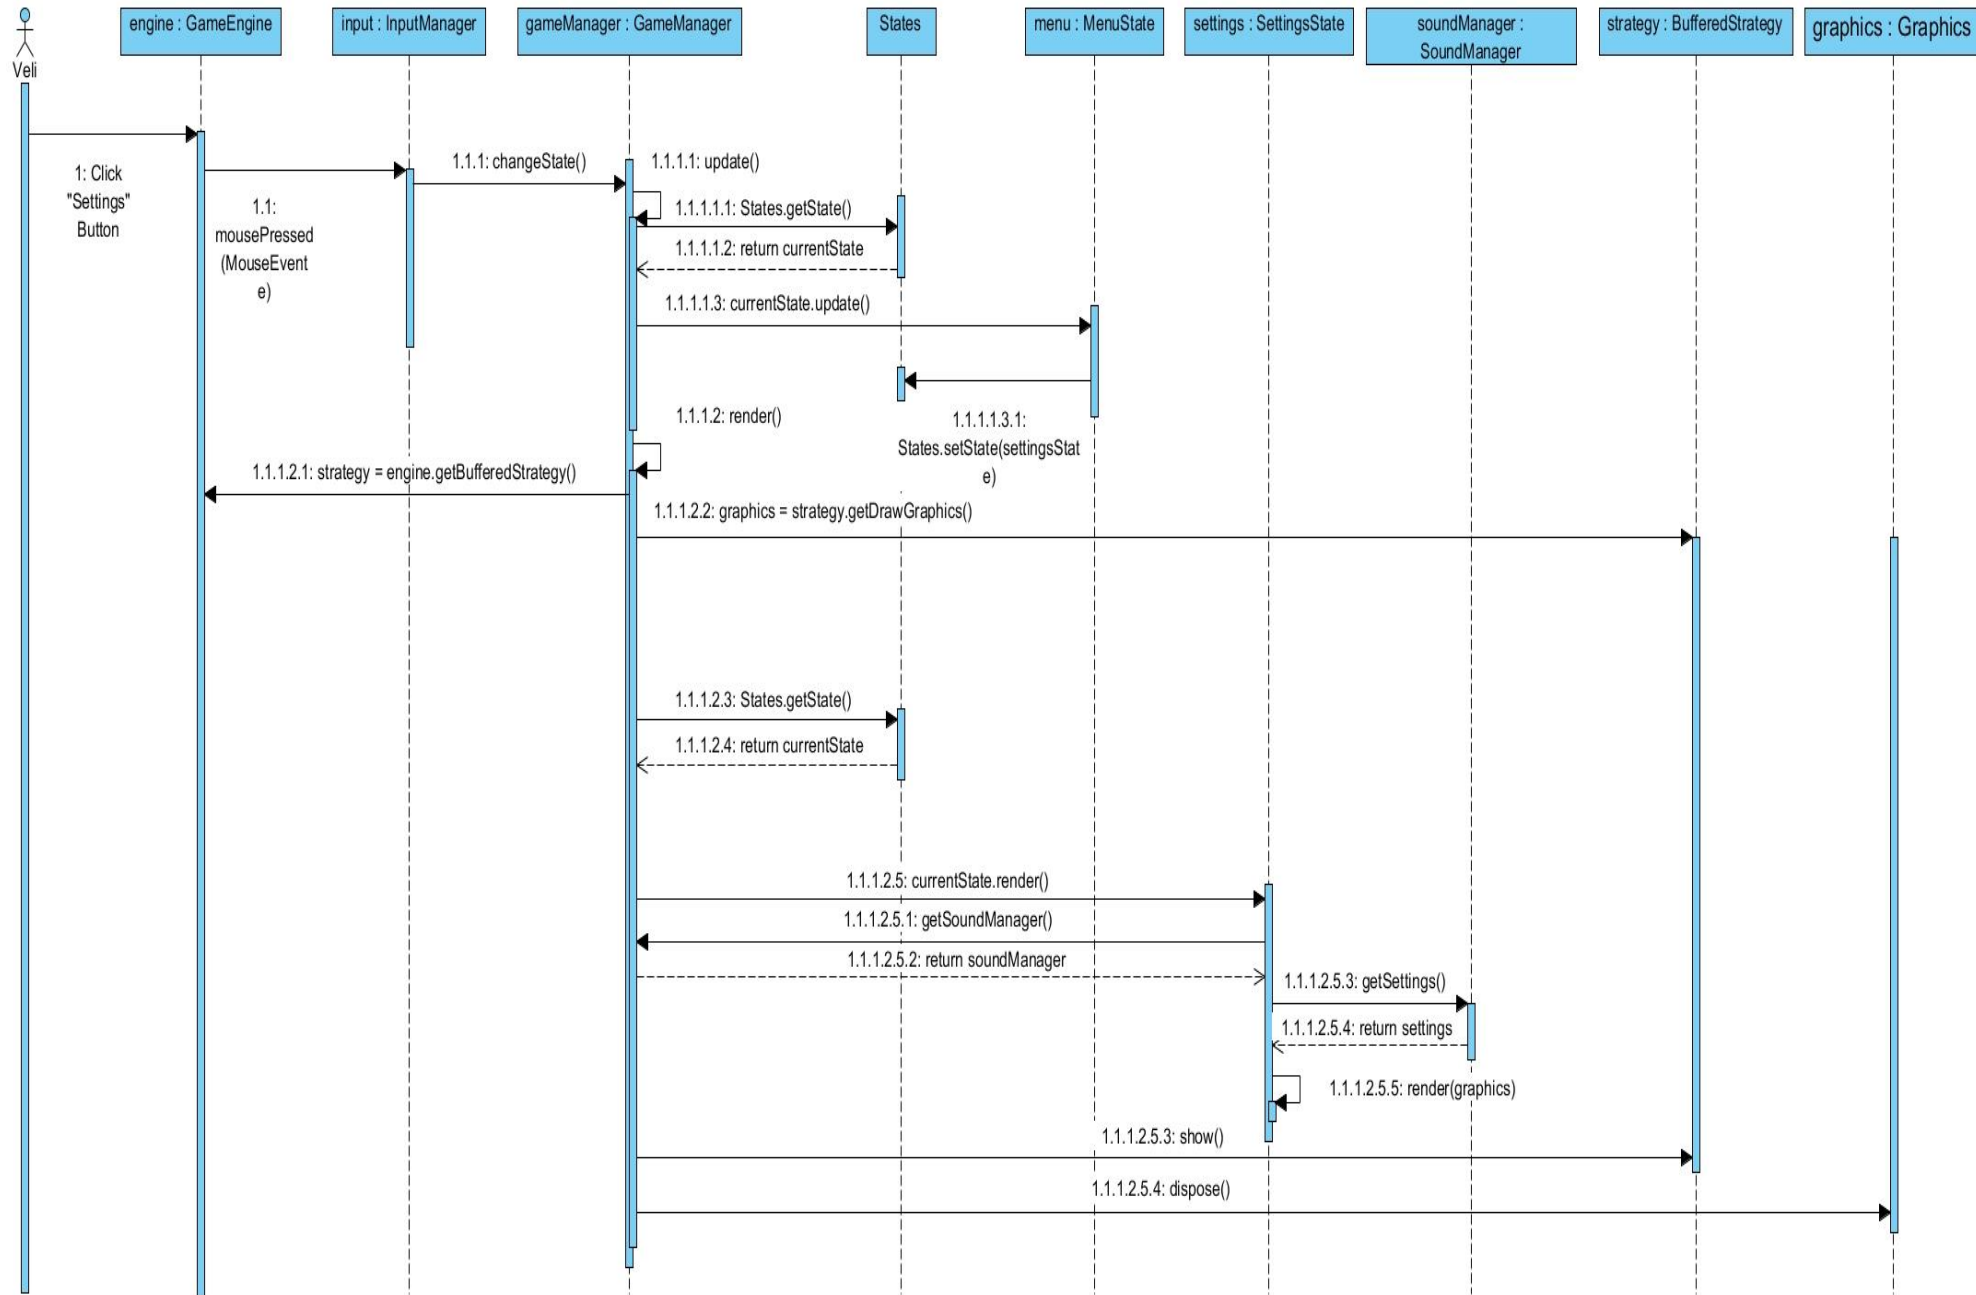 Veli
engine : GameEngine
input : InputManager
gameManager : GameManager
States
menu : MenuState
settings : SettingsState
soundManager :
SoundManager
strategy : BufferedStrategy
graphics : Graphics
1: Click
"Settings"
Button
1.1:
mousePressed
(MouseEvent
e)
1.1.1: changeState()
1.1.1.1: update()
1.1.1.1.1: States.getState()
1.1.1.1.2: return currentState
1.1.1.1.3: currentState.update()
1.1.1.1.3.1:
States.setState(settingsStat
e)
1.1.1.2: render()
1.1.1.2.1: strategy = engine.getBufferedStrategy()
1.1.1.2.2: graphics = strategy.getDrawGraphics()
1.1.1.2.3: States.getState()
1.1.1.2.4: return currentState
1.1.1.2.5: currentState.render()
1.1.1.2.5.1: getSoundManager()
1.1.1.2.5.2: return soundManager
1.1.1.2.5.3: getSettings()
1.1.1.2.5.4: return settings
1.1.1.2.5.5: render(graphics)
1.1.1.2.5.3: show()
1.1.1.2.5.4: dispose()